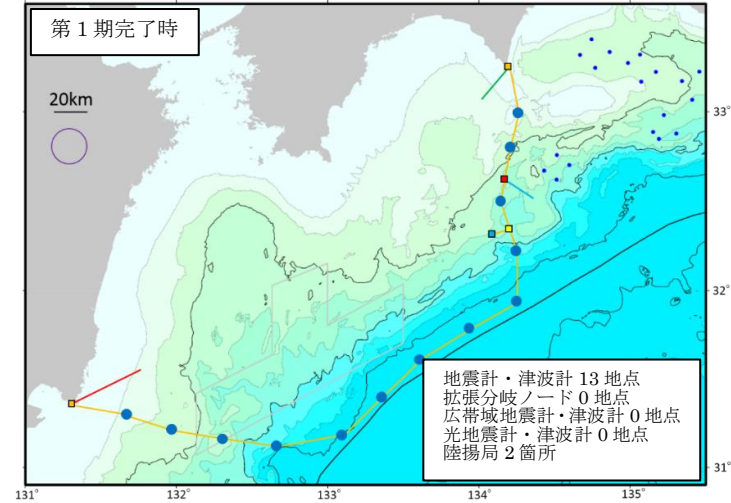 第１期完了時
20km
33°
32°
31°
地震計・津波計 13 地点
拡張分岐ノード 0 地点
広帯域地震計・津波計 0 地点
光地震計・津波計 0 地点
陸揚局 2 箇所
131°
132°
133°
134°
135°